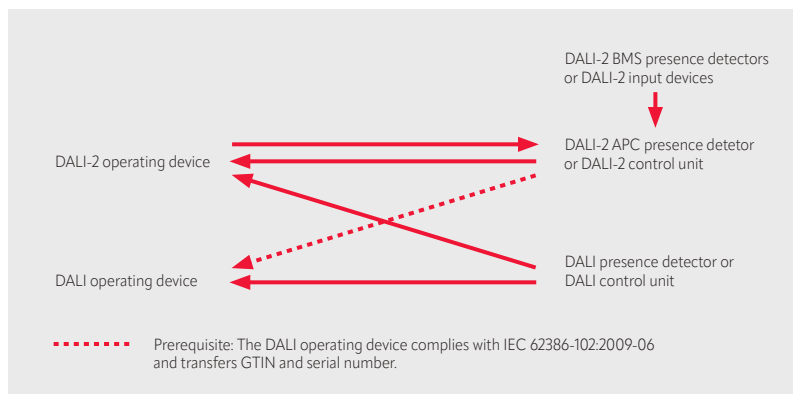 DALI-2 BMS presence detectors
or DALI-2 input devices
DALI-2 operating device
DALI-2 APC presence detetor
or DALI-2 control unit
DALI operating device
DALI presence detector or
DALI control unit
Prerequisite: The DALI operating device complies with IEC 62386-102:2009-06
and transfers GTIN and serial number.